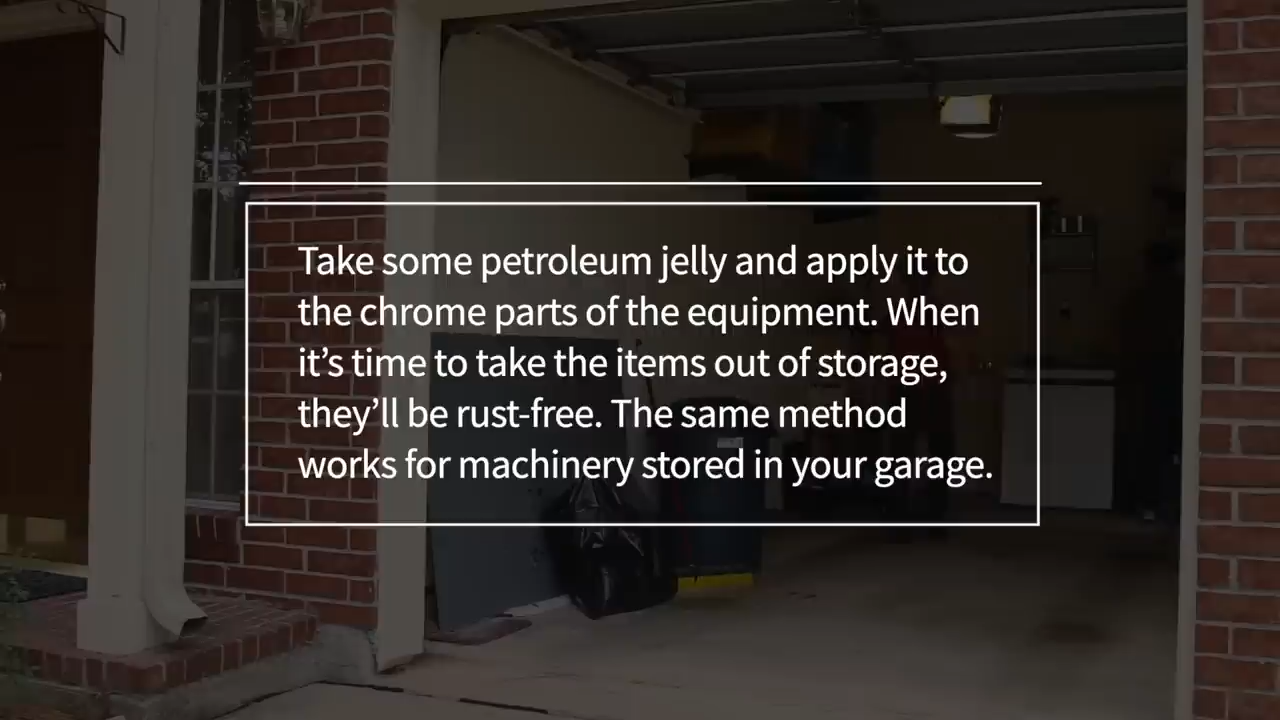 Take some petroleum jelly and apply it to
the chrome parts of the equipment. When
it’s time to take the items out of storage,
they’ll be rust-free. The same method
works for machinery stored in your garage.